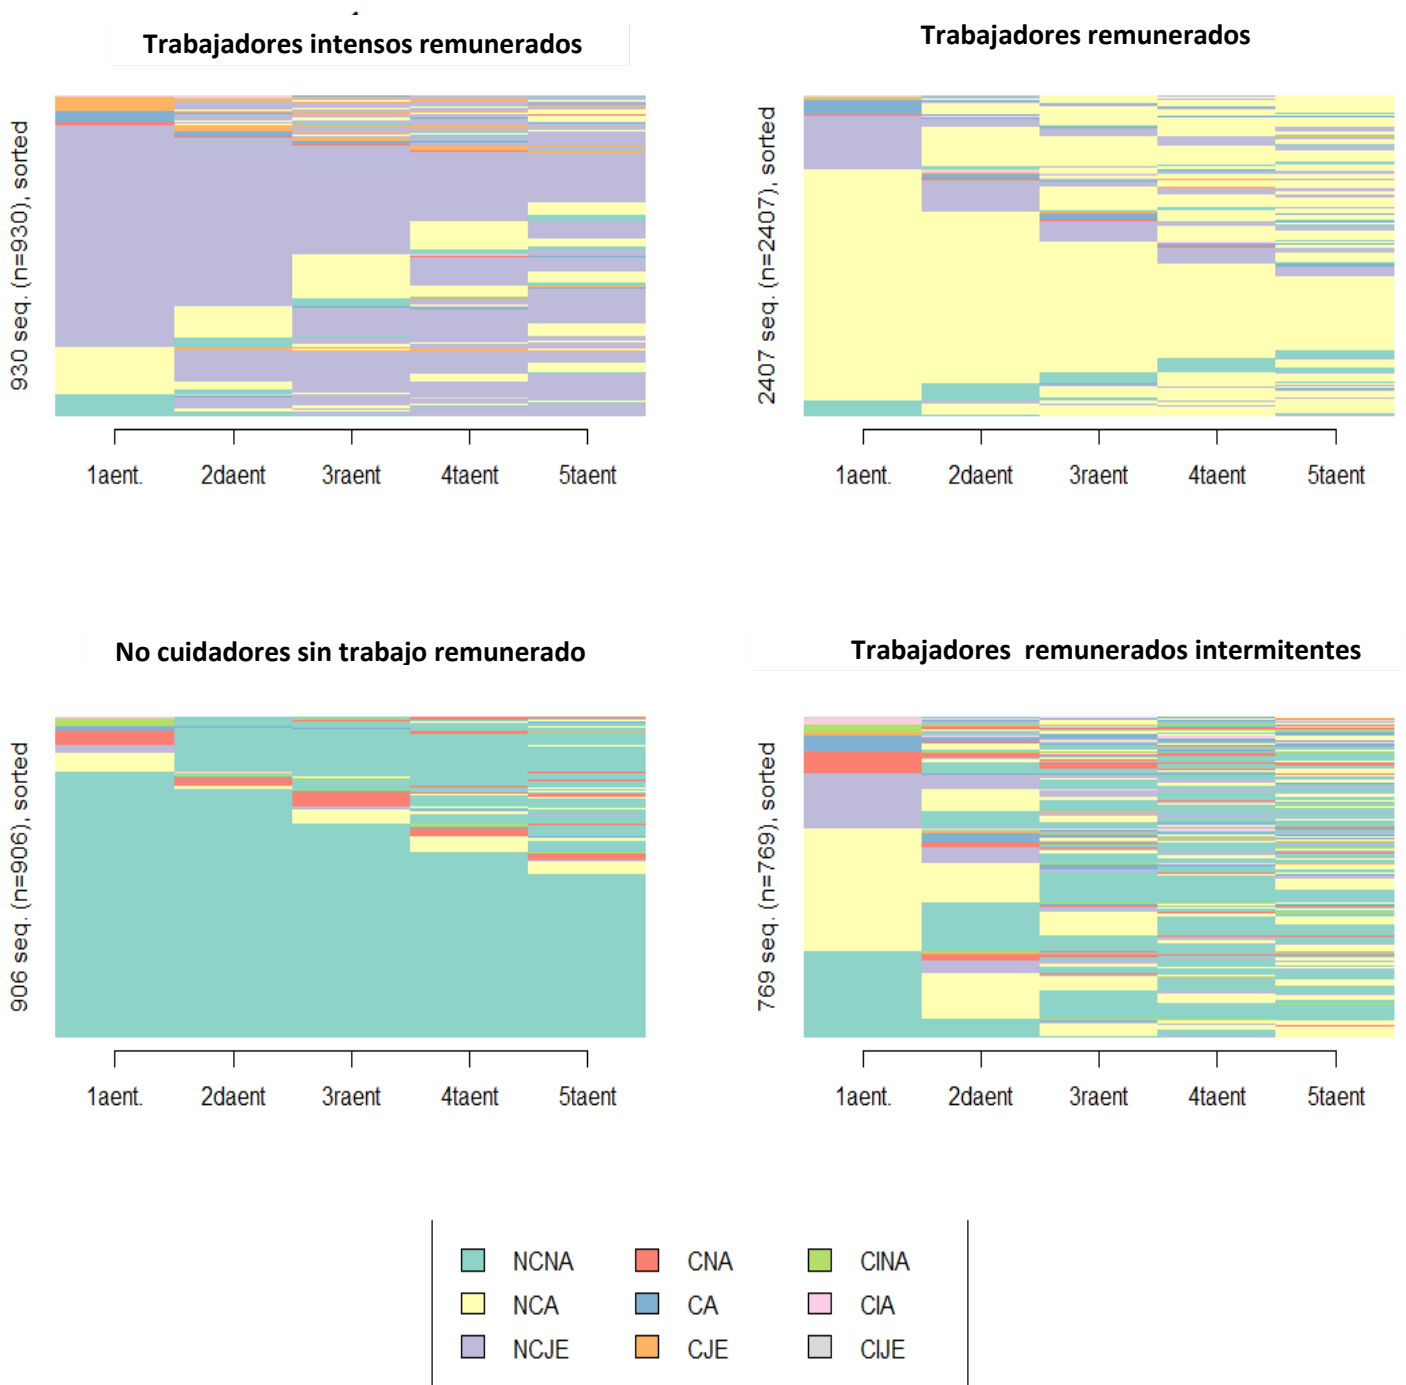 Trabajadores intensos remunerados
Trabajadores remunerados
930 seq. (n=930), sorted
1aent. 2daent 3raent 4taent 5taent
2407 seq. (n=2407), sorted
1aent. 2daent 3raent 4taent 5taent
No cuidadores sin trabajo remunerado
Trabajadores remunerados intermitentes
906 seq. (n=906), sorted
1aent. 2daent 3raent 4taent 5taent
769 seq. (n=769), sorted
1aent. 2daent 3raent 4taent 5taent
NCNA CNA CINA
NCA CA CIA
NCJE CJE CIJE